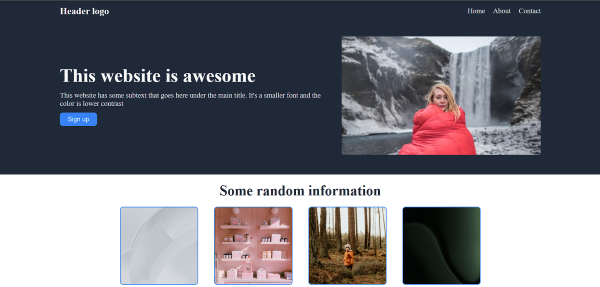 Header logo
Home About Contact
This website is awesome
This website has some subtext that goes here under the main title. It's a smaller font and the
color is lower contrast
Sign up
Some random information